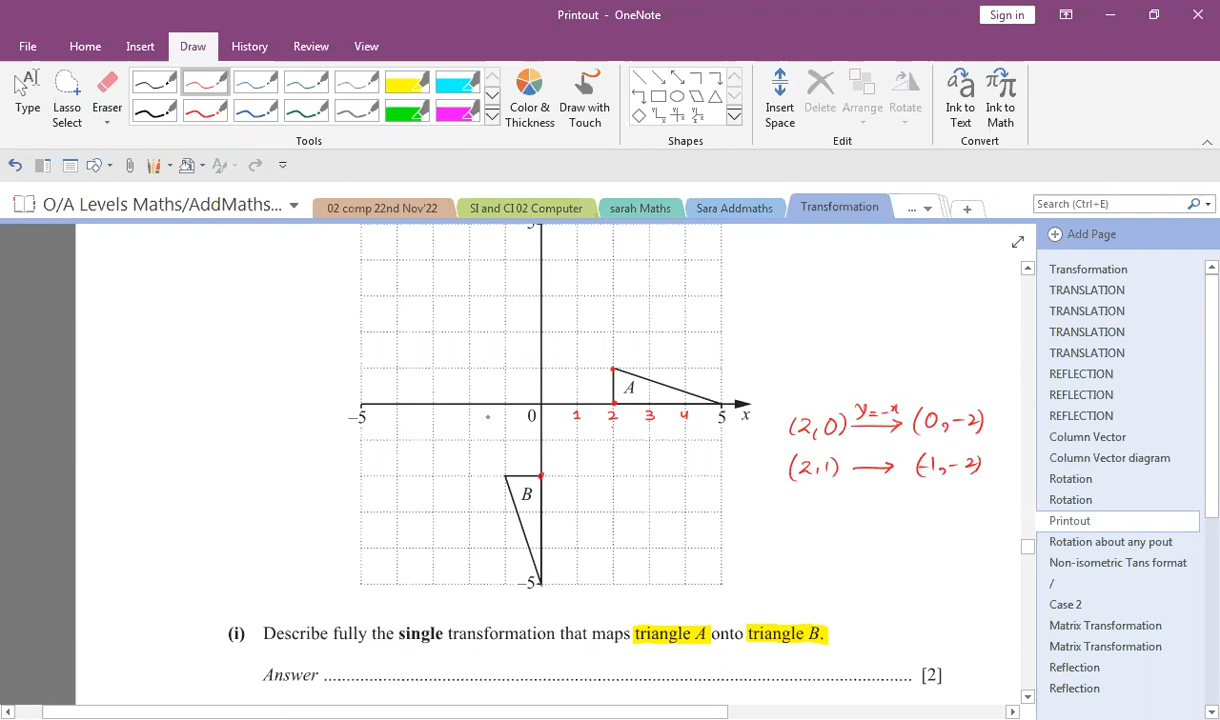 Printout - OneNote
Sign in
File Home Insert Draw History Review View
Type
Lasso Select
Eraser
Color & Thickness
Draw with Touch
Insert Space
Delete
Arrange
Rotate
Ink to Text
Ink to Math
Tools
Shapes
Edit
Convert
O/A Levels Maths/AddMaths...
02 comp 22nd Nov'22
SI and CI 02 Computer
sarah Maths
Sara Addmaths
Transformation
...
Search (Ctrl+E)
Add Page
Transformation
TRANSLATION
TRANSLATION
TRANSLATION
TRANSLATION
REFLECTION
REFLECTION
REFLECTION
Column Vector
Column Vector diagram
Rotation
Rotation
Printout
Rotation about any pout
Non-isometric Tans format
/
Case 2
Matrix Transformation
Matrix Transformation
Reflection
Reflection
A
-5 0 1 2 3 4 5 x
B
-5
(2,0) y=-x → (0,-2)
(2,1) → (-1,-2)
(i) Describe fully the single transformation that maps triangle A onto triangle B.
Answer .......................................................................................................... [2]